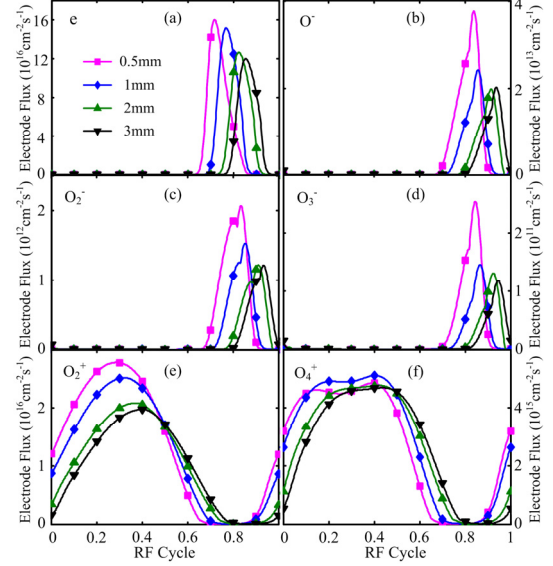 e
(a)
0.5mm
1mm
2mm
3mm
Electrode Flux (10¹⁶cm⁻²s⁻¹)
0
4
8
12
16
O⁻
(b)
Electrode Flux (10¹³cm⁻²s⁻¹)
0
2
4
O₂⁻
(c)
Electrode Flux (10¹²cm⁻²s⁻¹)
0
1
2
O₃⁻
(d)
Electrode Flux (10¹¹cm⁻²s⁻¹)
0
1
2
O₂⁺
(e)
Electrode Flux (10¹⁶cm⁻²s⁻¹)
0
1
2
0
0.2
0.4
0.6
0.8
RF Cycle
O₄⁺
(f)
Electrode Flux (10¹⁵cm⁻²s⁻¹)
0
2
4
0
0.2
0.4
0.6
0.8
1
RF Cycle